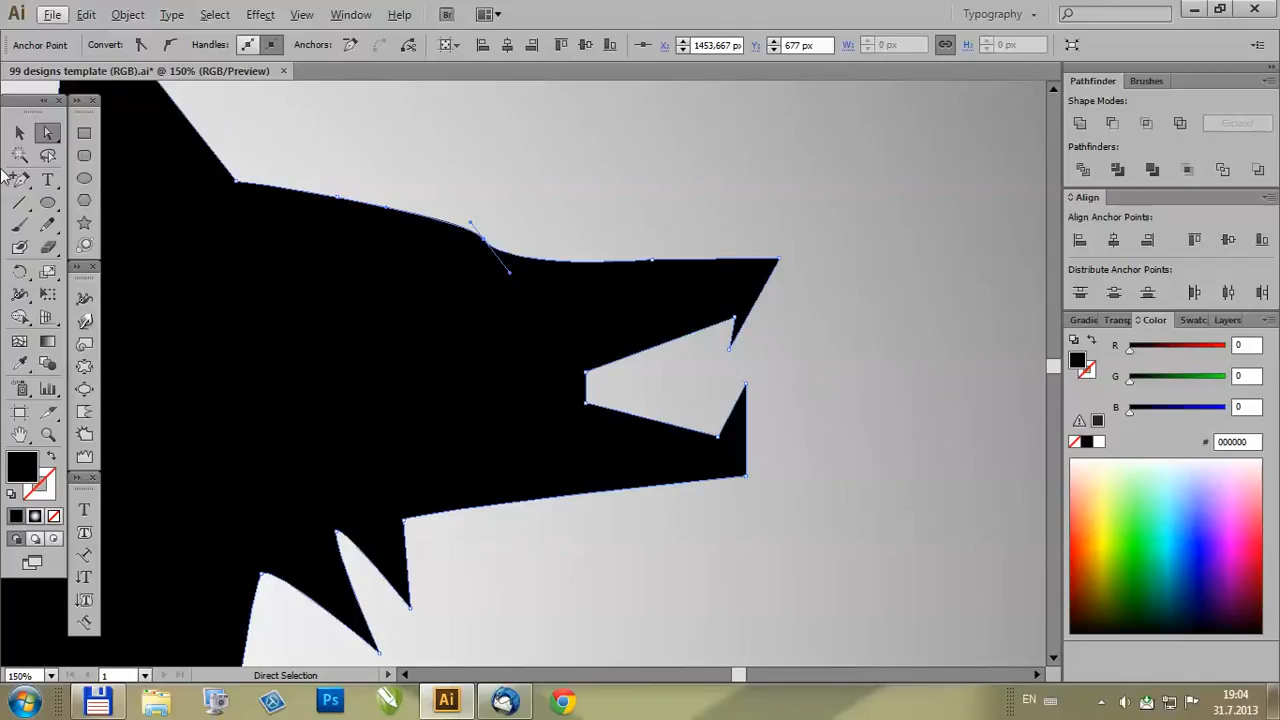 Ai File Edit Object Type Select Effect View Window Help Br Typography
Anchor Point Convert: Handles: Anchors: X: 1453,667 px Y: 677 px W: 0 px H: 0 px
99 designs template (RGB).ai* @ 150% (RGB/Preview)
Pathfinder Brushes
Shape Modes:
Expand
Pathfinders:
Align
Align Anchor Points:
Distribute Anchor Points:
Gradie Transp Color Swatc Layers
R 0
G 0
B 0
# 000000
T
T
T
T
T
150% 1 Direct Selection
Ps Ai EN 19:04
31.7.2013